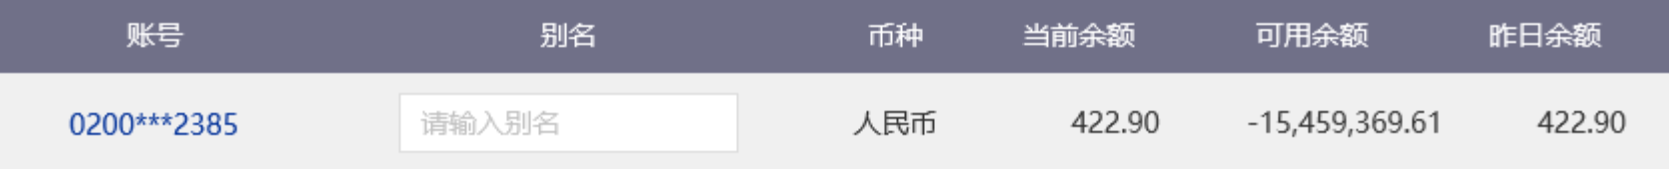 账号 别名 币种 当前余额 可用余额 昨日余额
0200***2385 请输入别名 人民币 422.90 -15,459,369.61 422.90